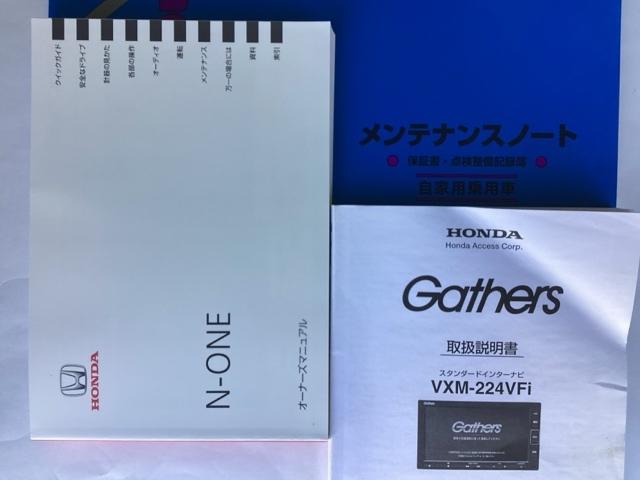 クイックガイド
安全なドライブ
計器の見かた
各部の操作
オーディオ
運転
メンテナンス
万一の場合には
資料
索引
HONDA
N-ONE
オーナーズマニュアル
メンテナンスノート
保証書・点検整備記録簿
自家用乗用車
HONDA
Honda Access Corp.
Gathers
取扱説明書
スタンダードインターナビ
VXM-224VFi
Gathers
Gathers